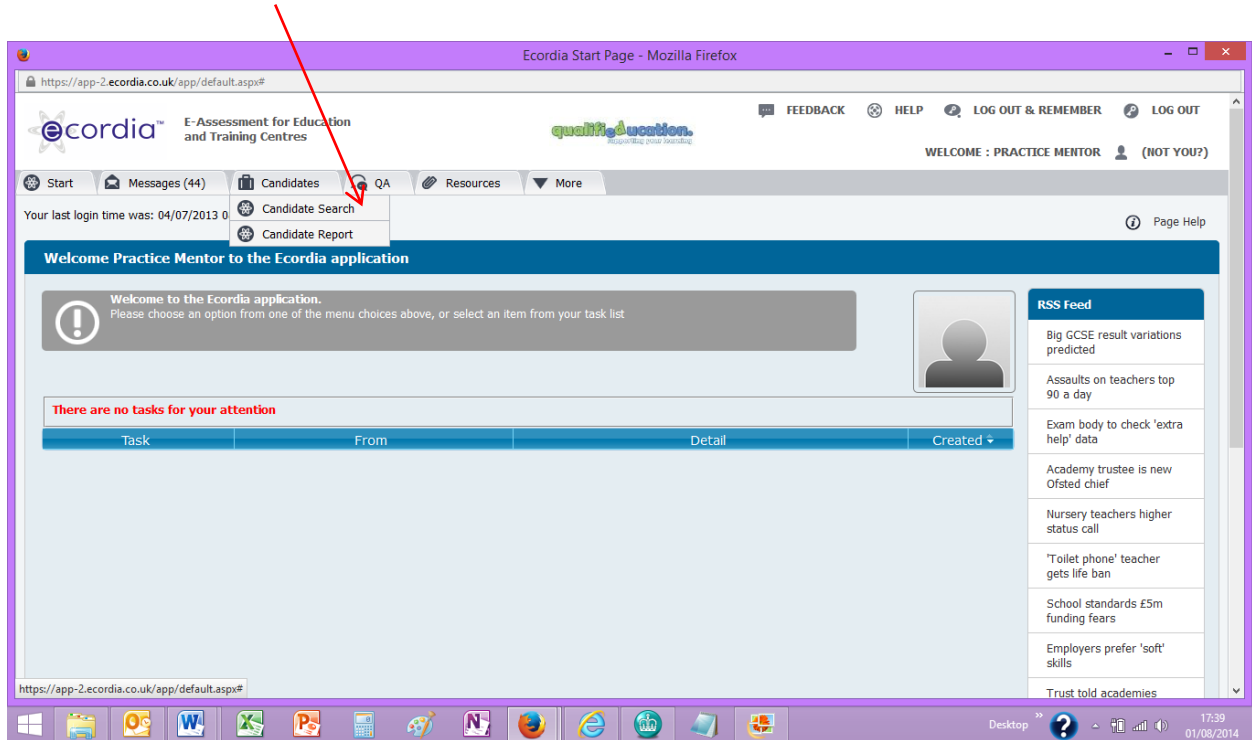 Ecordia Start Page - Mozilla Firefox
https://app-2.ecordia.co.uk/app/default.aspx#
ecordia™
E-Assessment for Education
and Training Centres
qualifieducation.
supporting your learning
FEEDBACK HELP LOG OUT & REMEMBER LOG OUT
WELCOME : PRACTICE MENTOR (NOT YOU?)
Start Messages (44) Candidates QA Resources More
Your last login time was: 04/07/2013 0
Candidate Search
Candidate Report
Page Help
Welcome Practice Mentor to the Ecordia application
Welcome to the Ecordia application.
Please choose an option from one of the menu choices above, or select an item from your task list
There are no tasks for your attention
Task From Detail Created
RSS Feed
Big GCSE result variations
predicted
Assaults on teachers top
90 a day
Exam body to check 'extra
help' data
Academy trustee is new
Ofsted chief
Nursery teachers higher
status call
'Toilet phone' teacher
gets life ban
School standards £5m
funding fears
Employers prefer 'soft'
skills
Trust told academies
https://app-2.ecordia.co.uk/app/default.aspx#
Desktop
17:39
01/08/2014